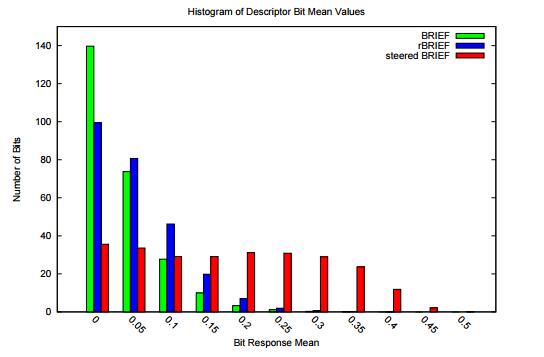 Histogram of Descriptor Bit Mean Values
BRIEF
rBRIEF
steered BRIEF
140
120
100
80
60
40
20
0
Number of Bits
0 0.05 0.1 0.15 0.2 0.25 0.3 0.35 0.4 0.45 0.5
Bit Response Mean